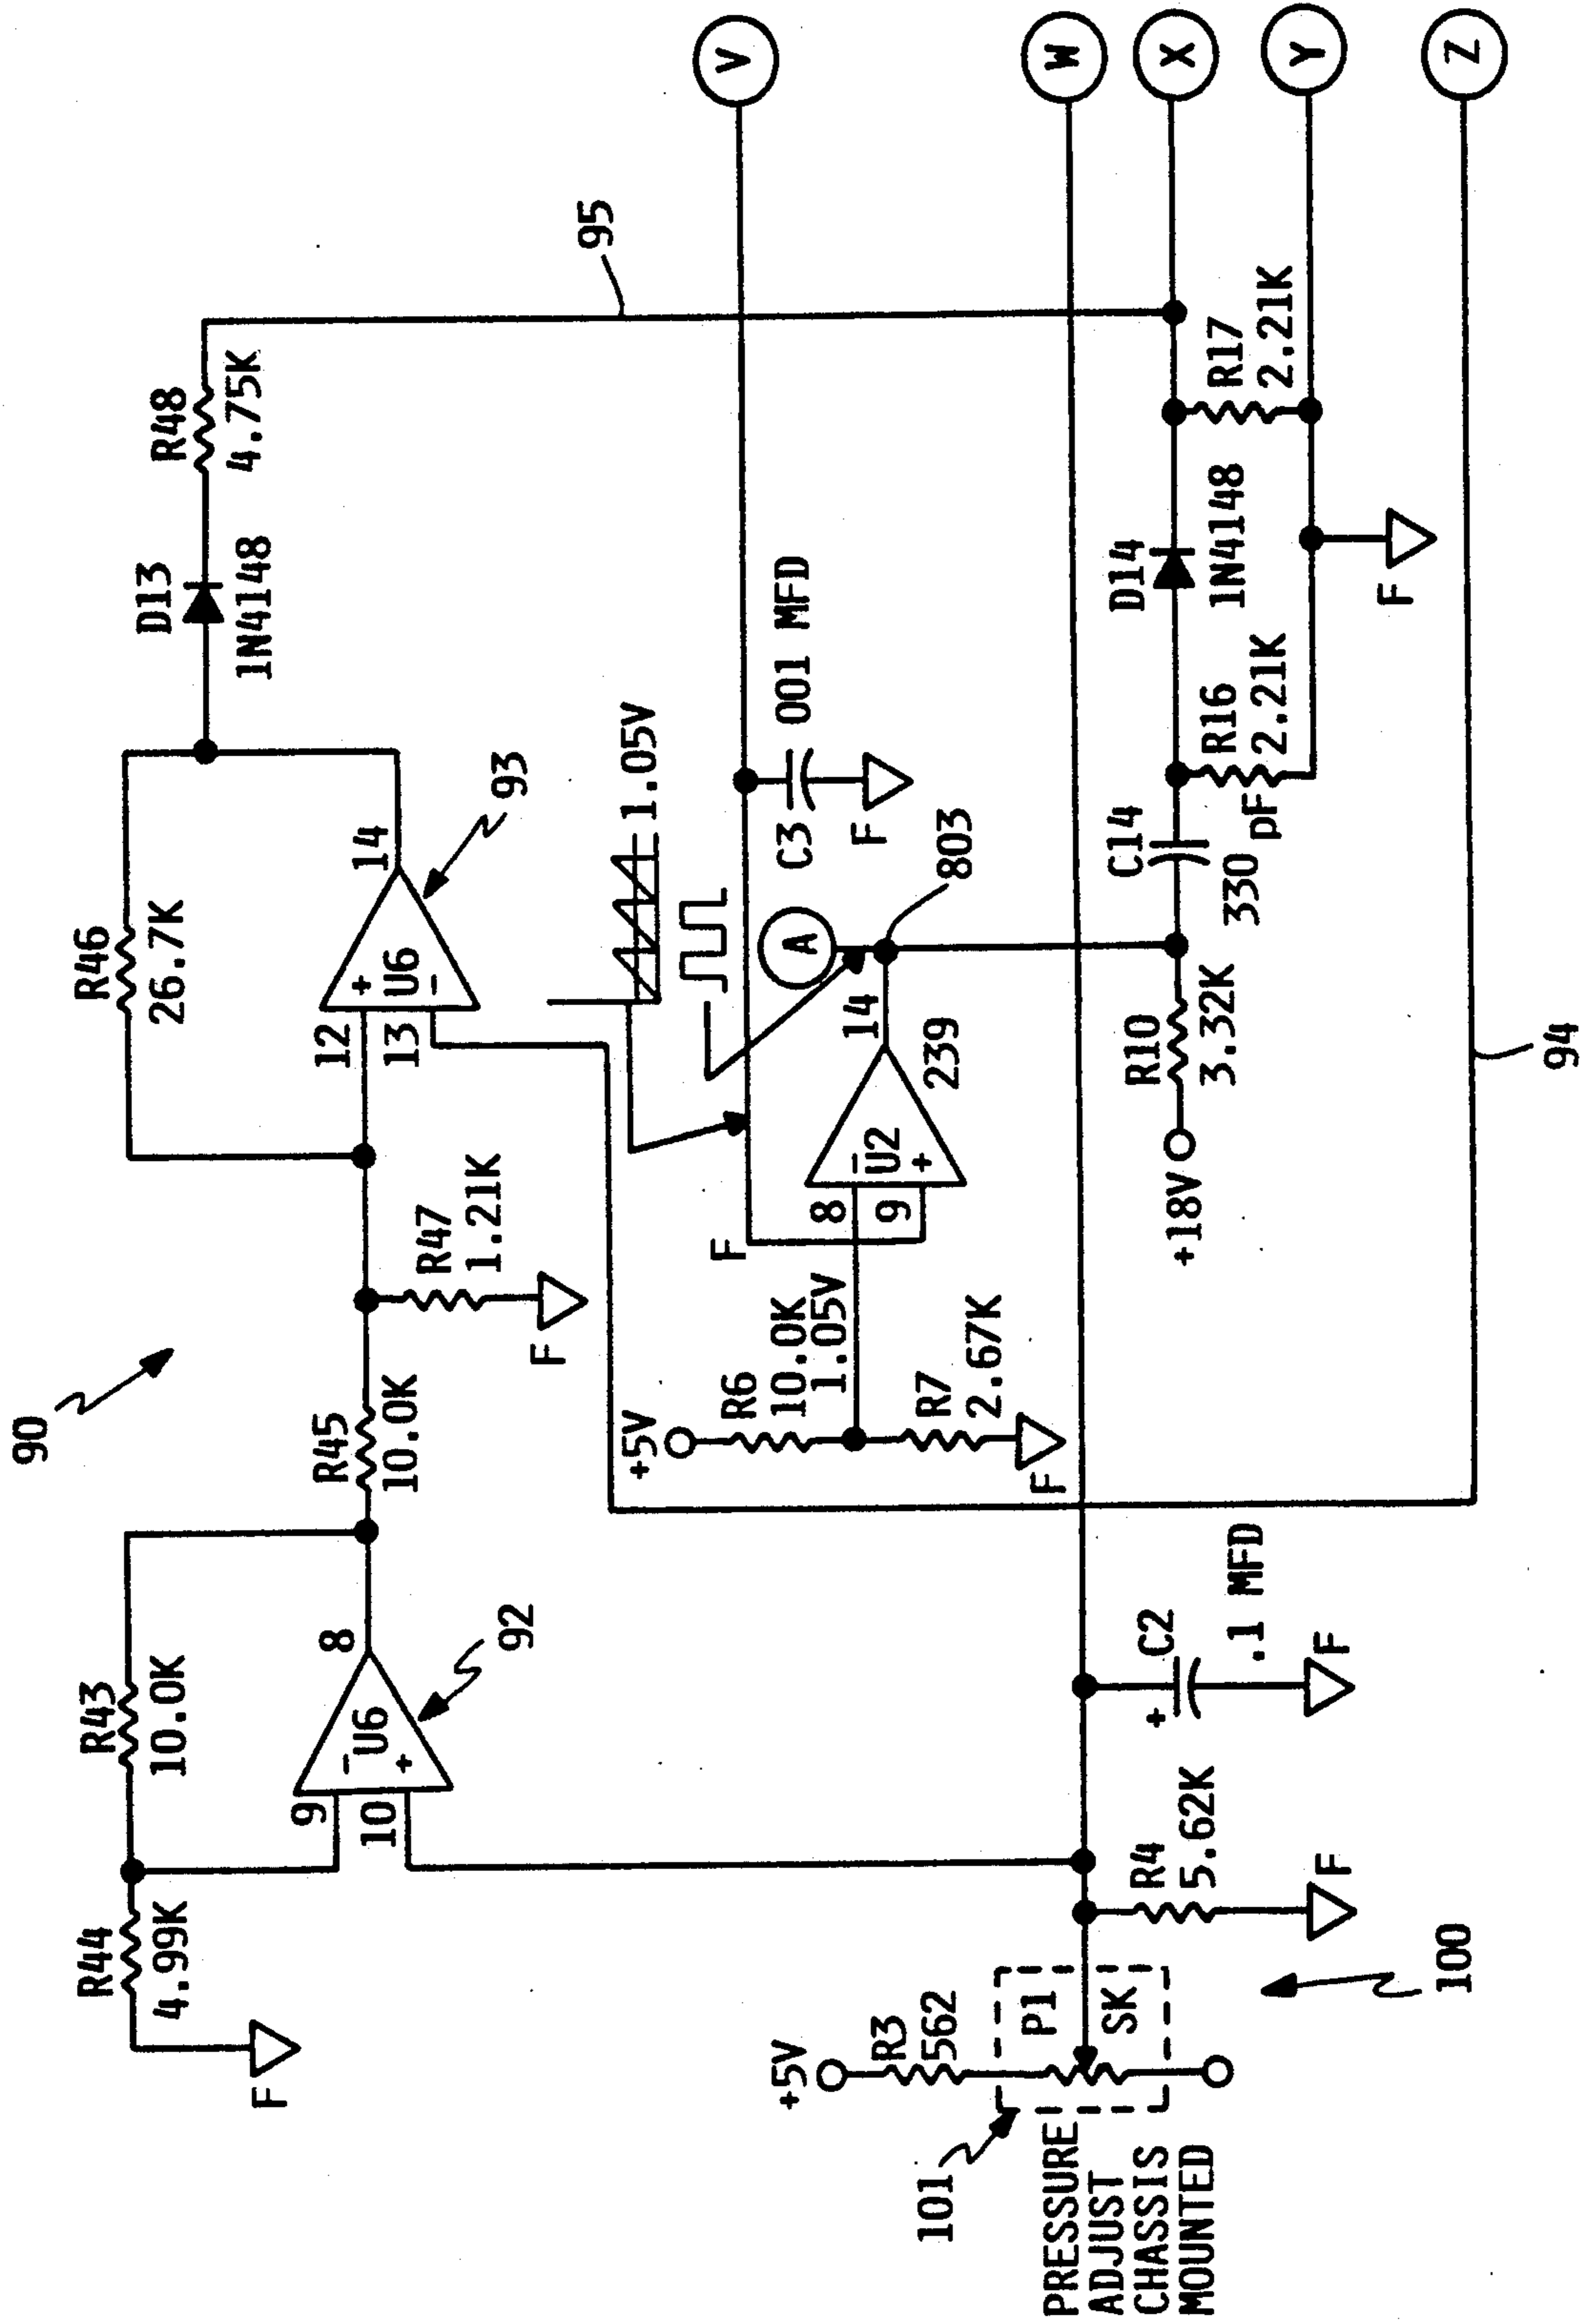 90
R44
4.99K
F
R43
10.0K
9
10
−
U6
+
8
92
R45
10.0K
R47
1.21K
F
R46
26.7K
12
13
+
U6
−
14
93
D13
1N4148
R48
4.75K
95
1.05V
V
C3
001 MFD
F
F
+5V
R6
10.0K
1.05V
R7
2.67K
F
8
9
−
U2
+
14
239
A
803
W
+18V
R10
3.32K
C14
330
pF
R16
2.21K
D14
1N4148
R17
2.21K
F
X
Y
Z
94
+5V
R3
562
P1
5K
101
PRESSURE
ADJUST
CHASSIS
MOUNTED
100
R4
5.62K
F
+
C2
.1 MFD
F